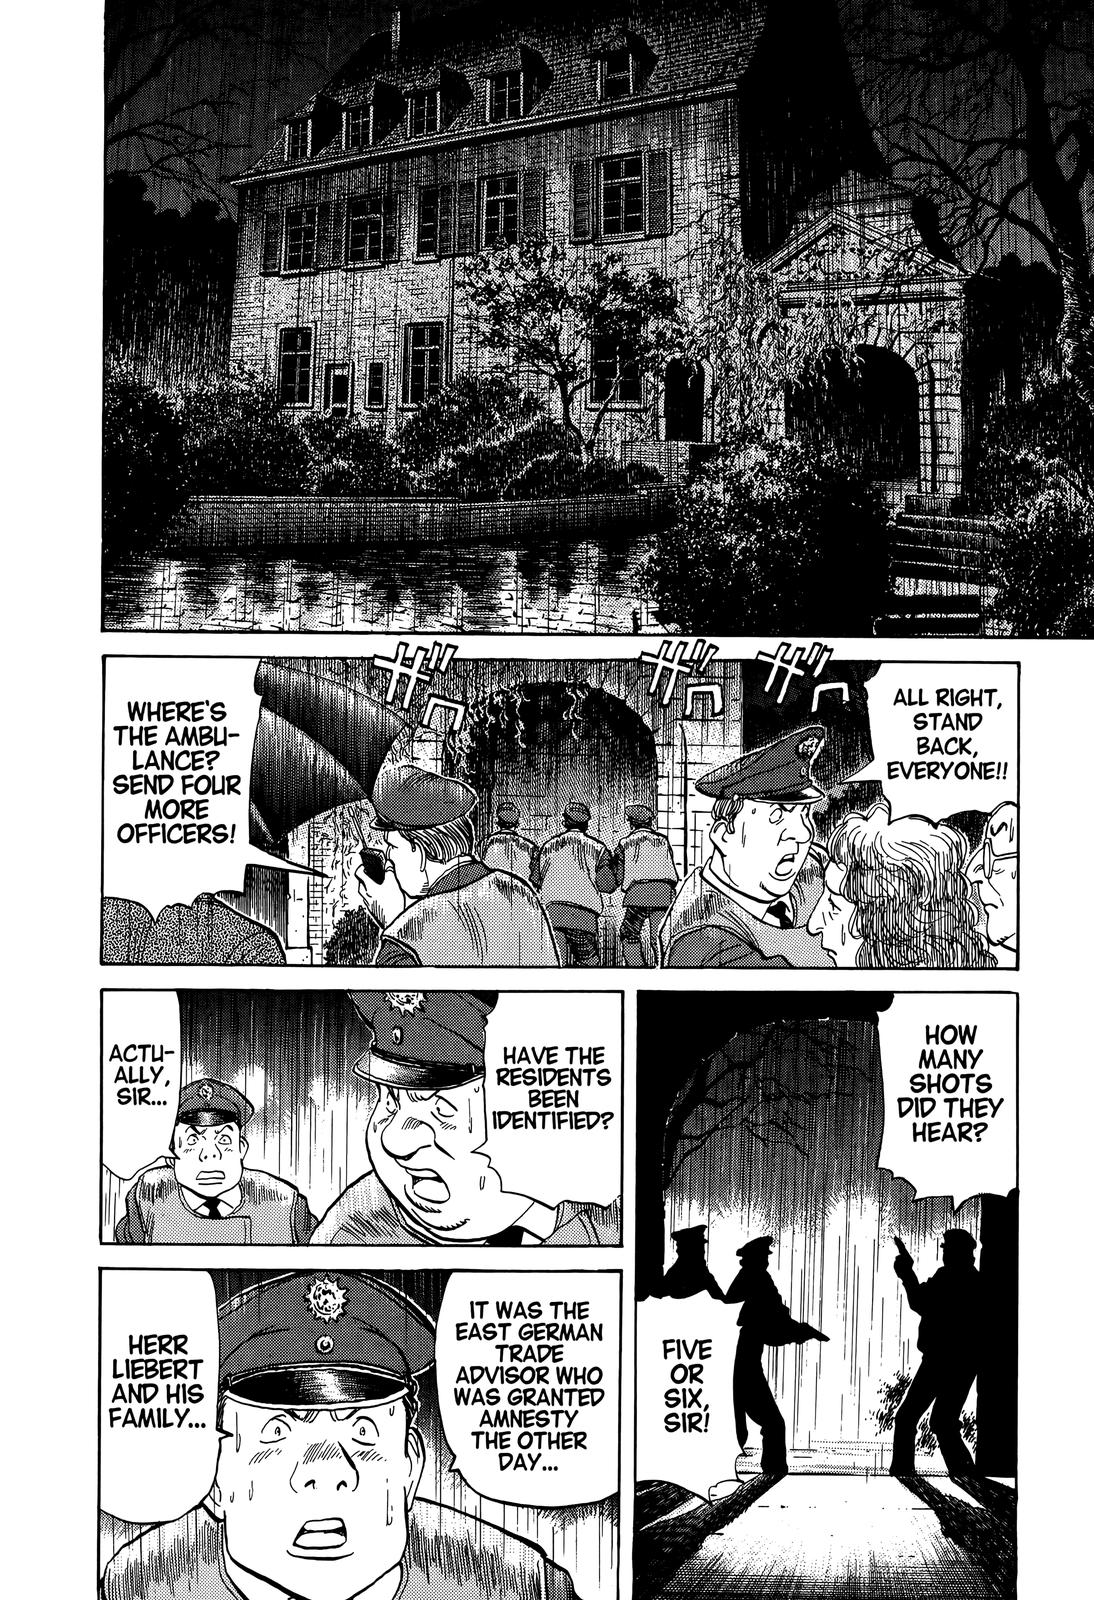 ザッ
ザッ
ザッ
ALL RIGHT,
STAND
BACK,
EVERYONE!!
WHERE'S
THE AMBU-
LANCE?
SEND FOUR
MORE
OFFICERS!
HOW
MANY
SHOTS
DID THEY
HEAR?
FIVE
OR
SIX,
SIR!
HAVE THE
RESIDENTS
BEEN
IDENTIFIED?
ACTU-
ALLY,
SIR...
IT WAS THE
EAST GERMAN
TRADE
ADVISOR WHO
WAS GRANTED
AMNESTY
THE OTHER
DAY...
HERR
LIEBERT
AND HIS
FAMILY...